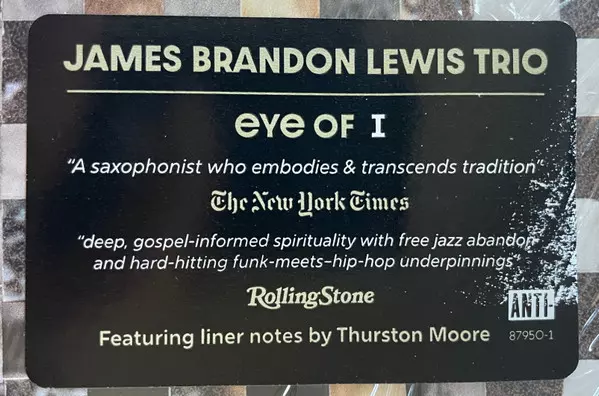 JAMES BRANDON LEWIS TRIO
eye OF I
"A saxophonist who embodies & transcends tradition"
The New York Times
"deep, gospel-informed spirituality with free jazz abandon
and hard-hitting funk-meets-hip-hop underpinnings"
RollingStone
ANTI-
Featuring liner notes by Thurston Moore
87950-1